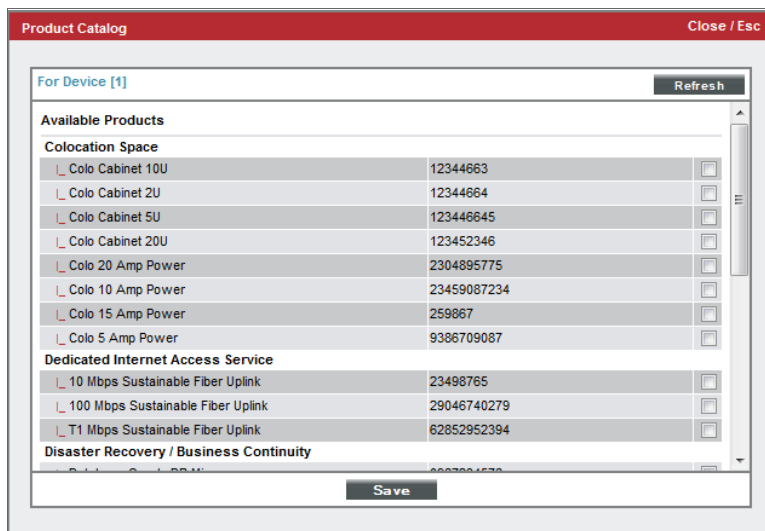 Product Catalog Close / Esc
For Device [1] Refresh
Available Products
Colocation Space
|_ Colo Cabinet 10U 12344663
|_ Colo Cabinet 2U 12344664
|_ Colo Cabinet 5U 123446645
|_ Colo Cabinet 20U 123452346
|_ Colo 20 Amp Power 2304895775
|_ Colo 10 Amp Power 23459087234
|_ Colo 15 Amp Power 259867
|_ Colo 5 Amp Power 9386709087
Dedicated Internet Access Service
|_ 10 Mbps Sustainable Fiber Uplink 23498765
|_ 100 Mbps Sustainable Fiber Uplink 29046740279
|_ T1 Mbps Sustainable Fiber Uplink 62852952394
Disaster Recovery / Business Continuity
Save